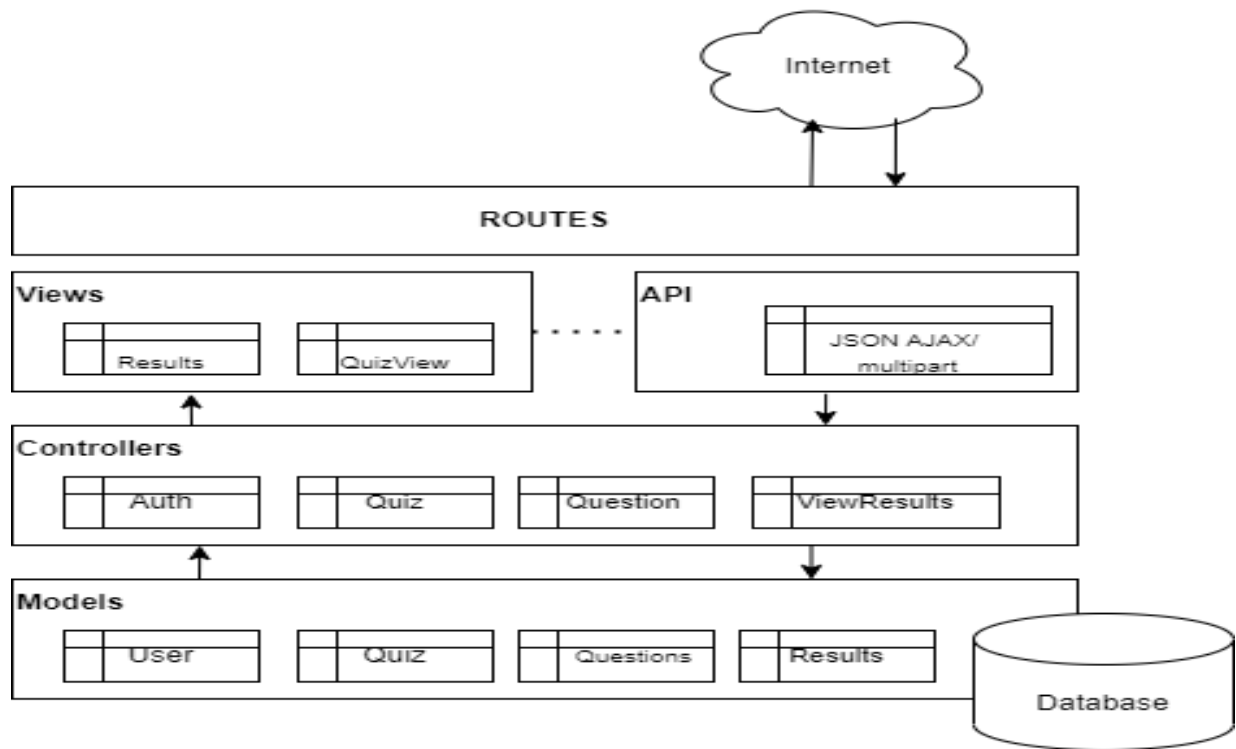 Internet
ROUTES
Views
Results
QuizView
. . . . .
API
JSON AJAX/
multipart
Controllers
Auth
Quiz
Question
ViewResults
Models
User
Quiz
Questions
Results
Database